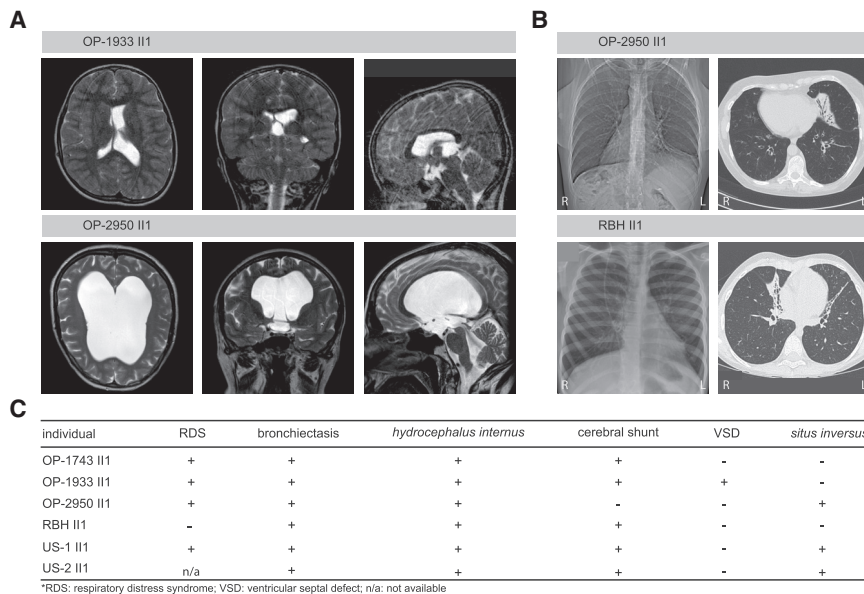 A
B
OP-1933 II1
OP-2950 II1
R L R L
OP-2950 II1
RBH II1
R L R L
C
individual RDS bronchiectasis hydrocephalus internus cerebral shunt VSD situs inversus
OP-1743 II1 + + + + - -
OP-1933 II1 + + + + + -
OP-2950 II1 + + + - - +
RBH II1 - + + + - -
US-1 II1 + + + + - +
US-2 II1 n/a + + + - +
*RDS: respiratory distress syndrome; VSD: ventricular septal defect; n/a: not available